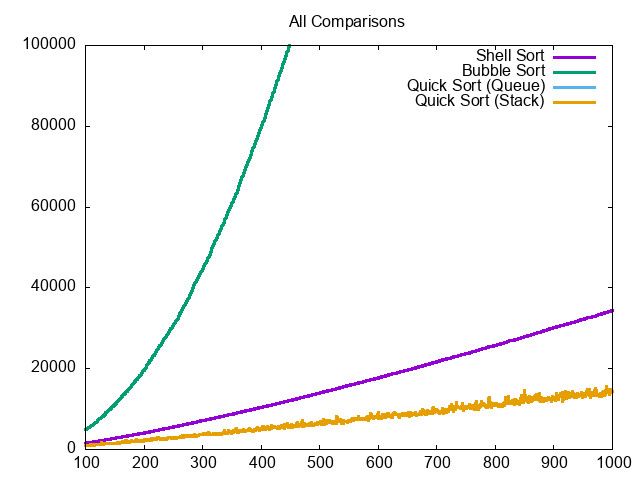 All Comparisons
100000
80000
60000
40000
20000
0
Shell Sort
Bubble Sort
Quick Sort (Queue)
Quick Sort (Stack)
100 200 300 400 500 600 700 800 900 1000